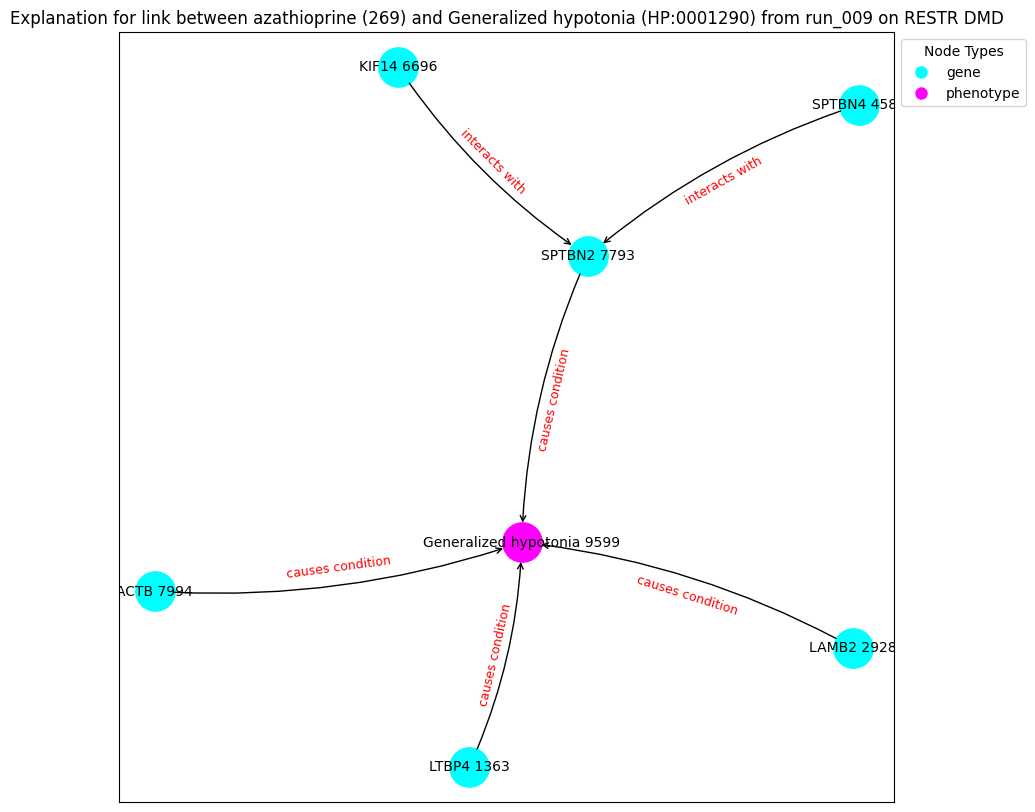 Explanation for link between azathioprine (269) and Generalized hypotonia (HP:0001290) from run_009 on RESTR DMD
Node Types
gene
phenotype
KIF14 6696
SPTBN4 458
interacts with
interacts with
SPTBN2 7793
causes condition
Generalized hypotonia 9599
causes condition
causes condition
ACTB 7994
causes condition
LAMB2 2928
LTBP4 1363